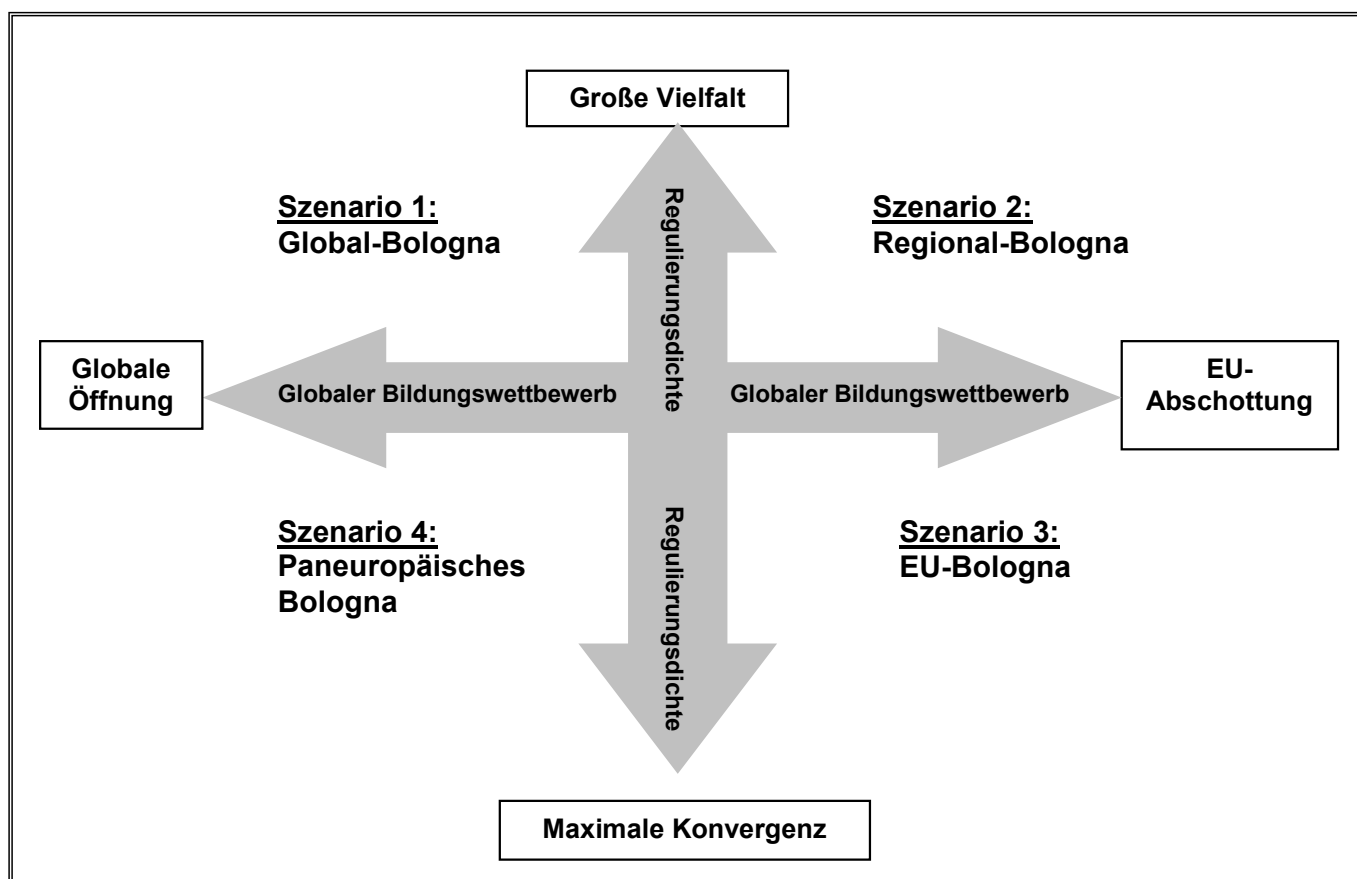 Große Vielfalt
Szenario 1:
Global-Bologna
Regulierungsdichte
Szenario 2:
Regional-Bologna
Globale
Öffnung
Globaler Bildungswettbewerb
Globaler Bildungswettbewerb
EU-
Abschottung
Szenario 4:
Paneuropäisches
Bologna
Regulierungsdichte
Szenario 3:
EU-Bologna
Maximale Konvergenz